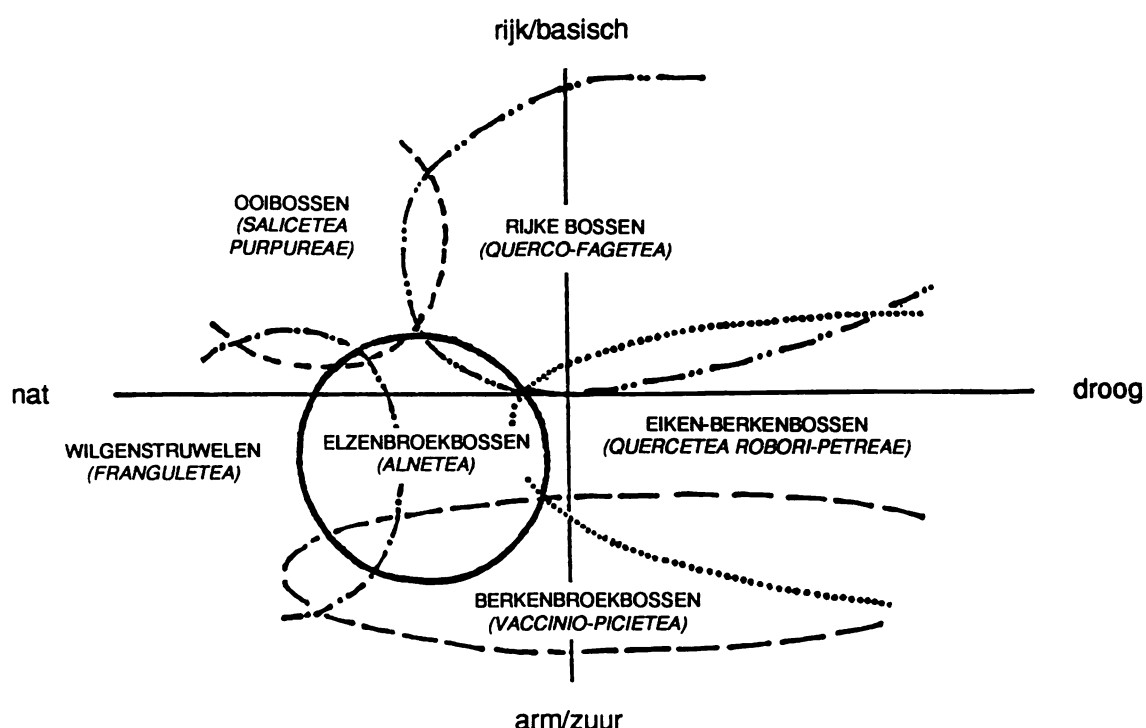 rijk/basisch
OOIBOSSEN
(SALICETEA
PURPUREAE)
RIJKE BOSSEN
(QUERCO-FAGETEA)
nat
droog
WILGENSTRUWELEN
(FRANGULETEA)
ELZENBROEKBOSSEN
(ALNETEA)
EIKEN-BERKENBOSSEN
(QUERCETEA ROBORI-PETREAE)
BERKENBROEKBOSSEN
(VACCINIO-PICIETEA)
arm/zuur